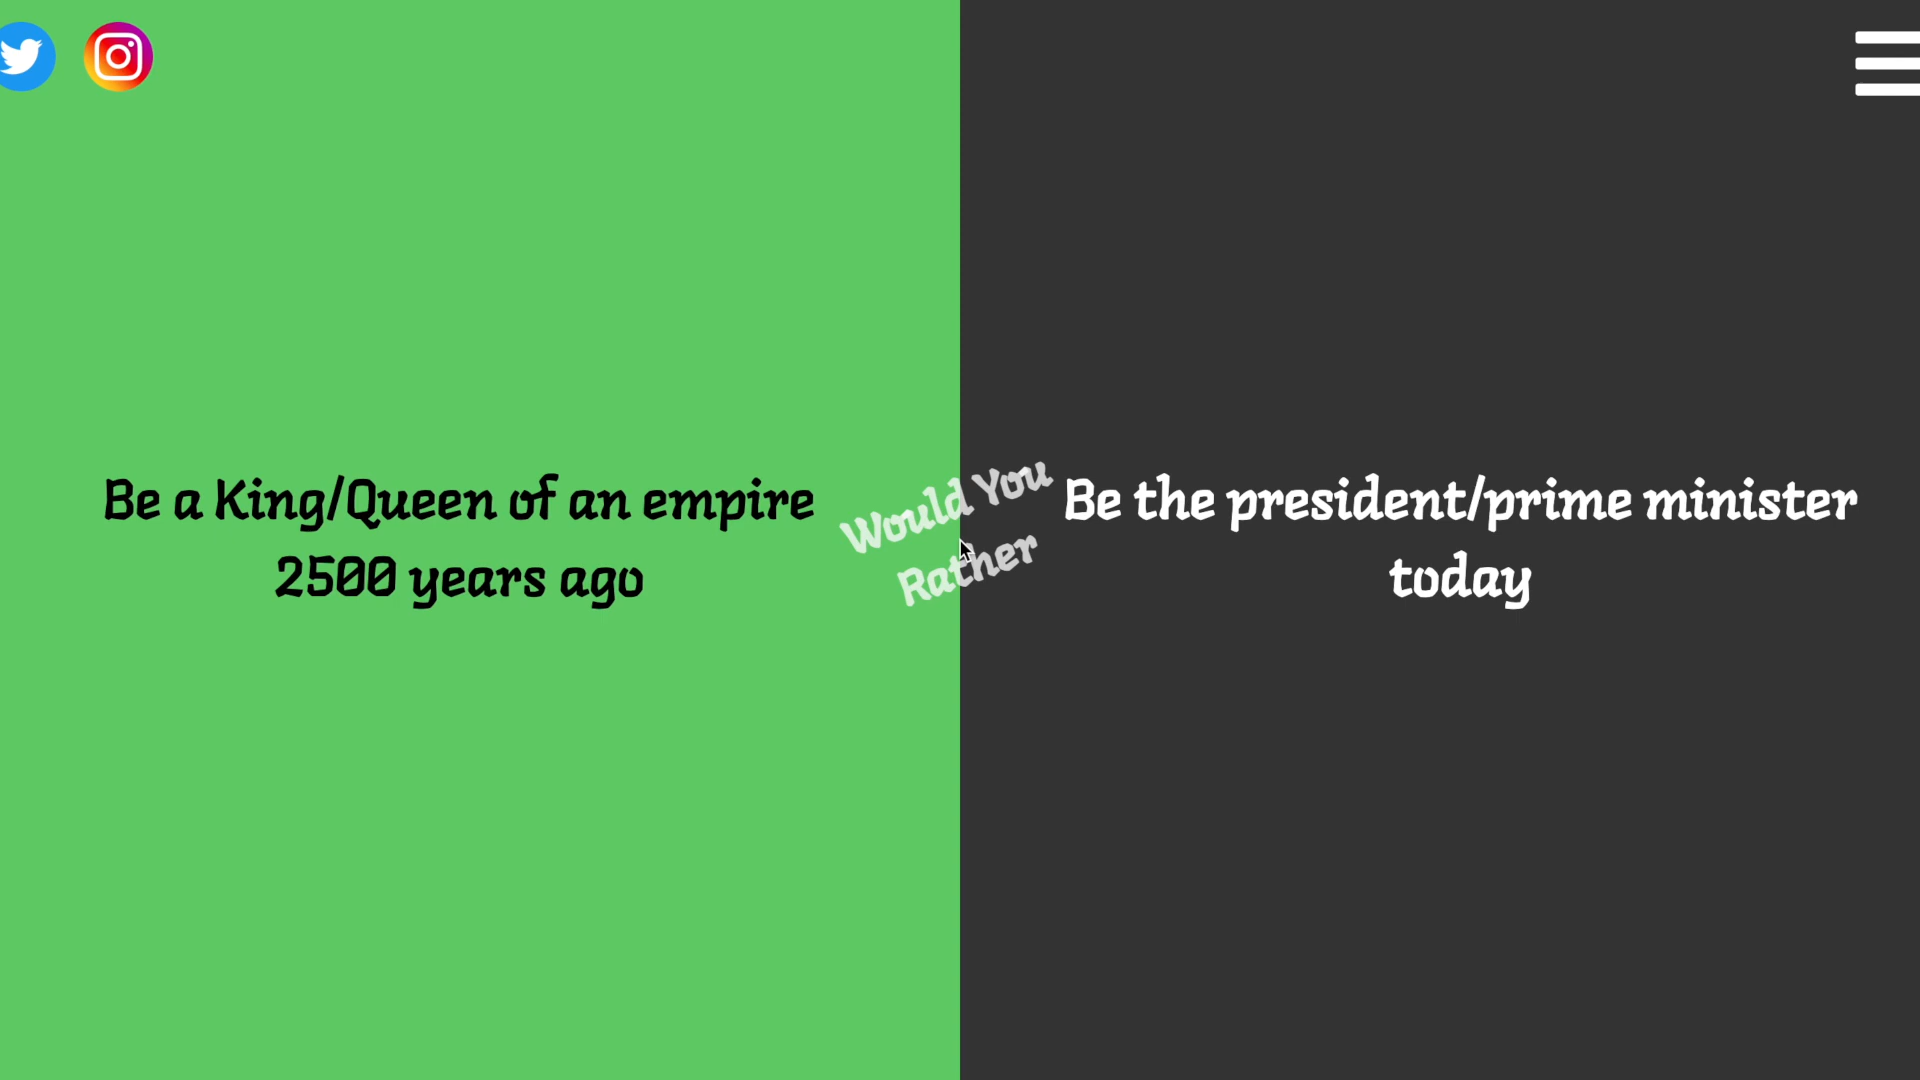 Be a King/Queen of an empire
2500 years ago
Would You
Rather
Be the president/prime minister
today